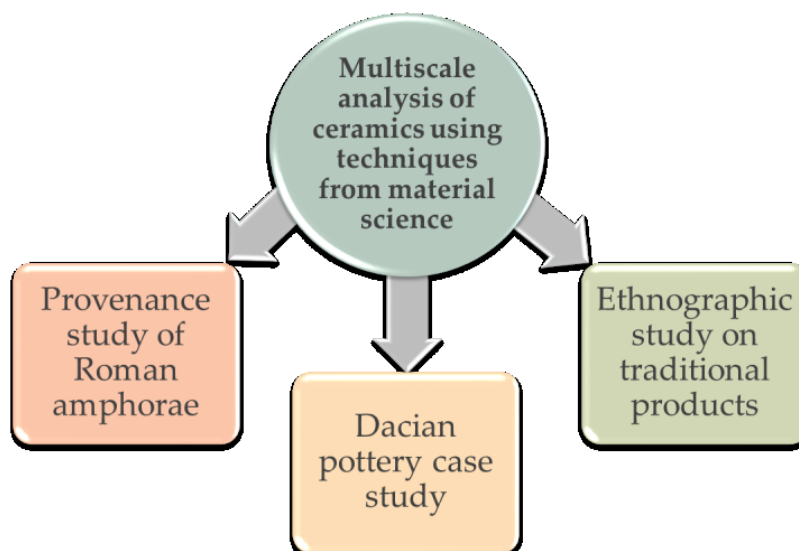 Multiscale
analysis of
ceramics using
techniques
from material
science
Provenance
study of
Roman
amphorae
Dacian
pottery case
study
Ethnographic
study on
traditional
products